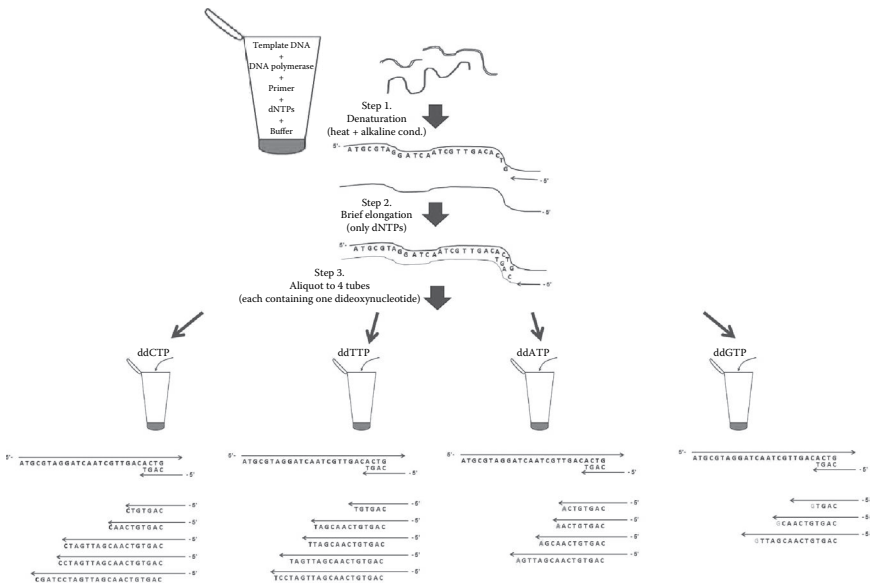 Template DNA
+
DNA polymerase
+
Primer
+
dNTPs
+
Buffer
Step 1.
Denaturation
(heat + alkaline cond.)
5'- ATGCGTAGGATCAATCGTTGACACTG
- 5'
Step 2.
Brief elongation
(only dNTPs)
- 5'
5'- ATGCGTAGGATCAATCGTTGACACTG
TGAC
- 5'
Step 3.
Aliquot to 4 tubes
(each containing one dideoxynucleotide)
ddCTP
ddTTP
ddATP
ddGTP
5'- ATGCGTAGGATCAATCGTTGACACTG
TGAC
- 5'
- 5'
CTGTGAC
- 5'
CAACTGTGAC
- 5'
CTAGTTAGCAACTGTGAC
- 5'
CCTAGTTAGCAACTGTGAC
- 5'
CGATCCTAGTTAGCAACTGTGAC
5'- ATGCGTAGGATCAATCGTTGACACTG
TGAC
- 5'
- 5'
TGTGAC
- 5'
TAGCAACTGTGAC
- 5'
TTAGCAACTGTGAC
- 5'
TAGTTAGCAACTGTGAC
- 5'
TCCTAGTTAGCAACTGTGAC
5'- ATGCGTAGGATCAATCGTTGACACTG
TGAC
- 5'
- 5'
ACTGTGAC
- 5'
AACTGTGAC
- 5'
AGCAACTGTGAC
- 5'
AGTTAGCAACTGTGAC
5'- ATGCGTAGGATCAATCGTTGACACTG
TGAC
- 5'
- 5'
GTGAC
- 5'
GCAACTGTGAC
- 5'
GTTAGCAACTGTGAC